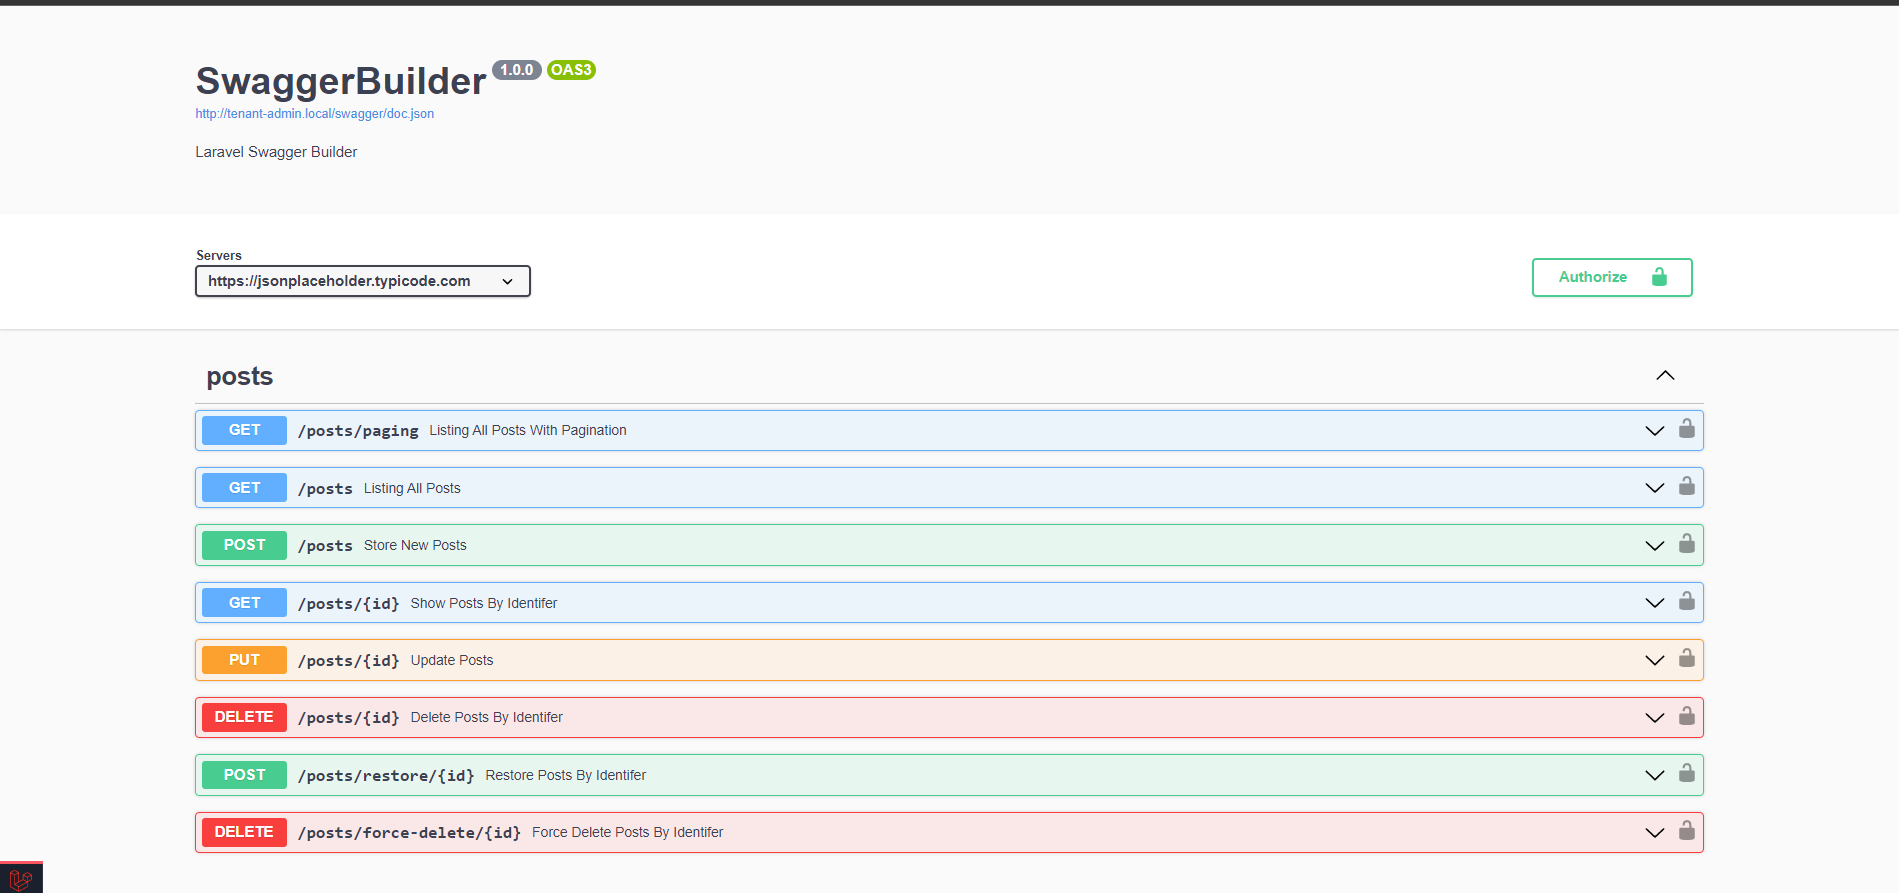 SwaggerBuilder 1.0.0 OAS3
http://tenant-admin.local/swagger/doc.json
Laravel Swagger Builder
Servers
https://jsonplaceholder.typicode.com
Authorize
posts
GET /posts/paging Listing All Posts With Pagination
GET /posts Listing All Posts
POST /posts Store New Posts
GET /posts/{id} Show Posts By Identifer
PUT /posts/{id} Update Posts
DELETE /posts/{id} Delete Posts By Identifer
POST /posts/restore/{id} Restore Posts By Identifer
DELETE /posts/force-delete/{id} Force Delete Posts By Identifer